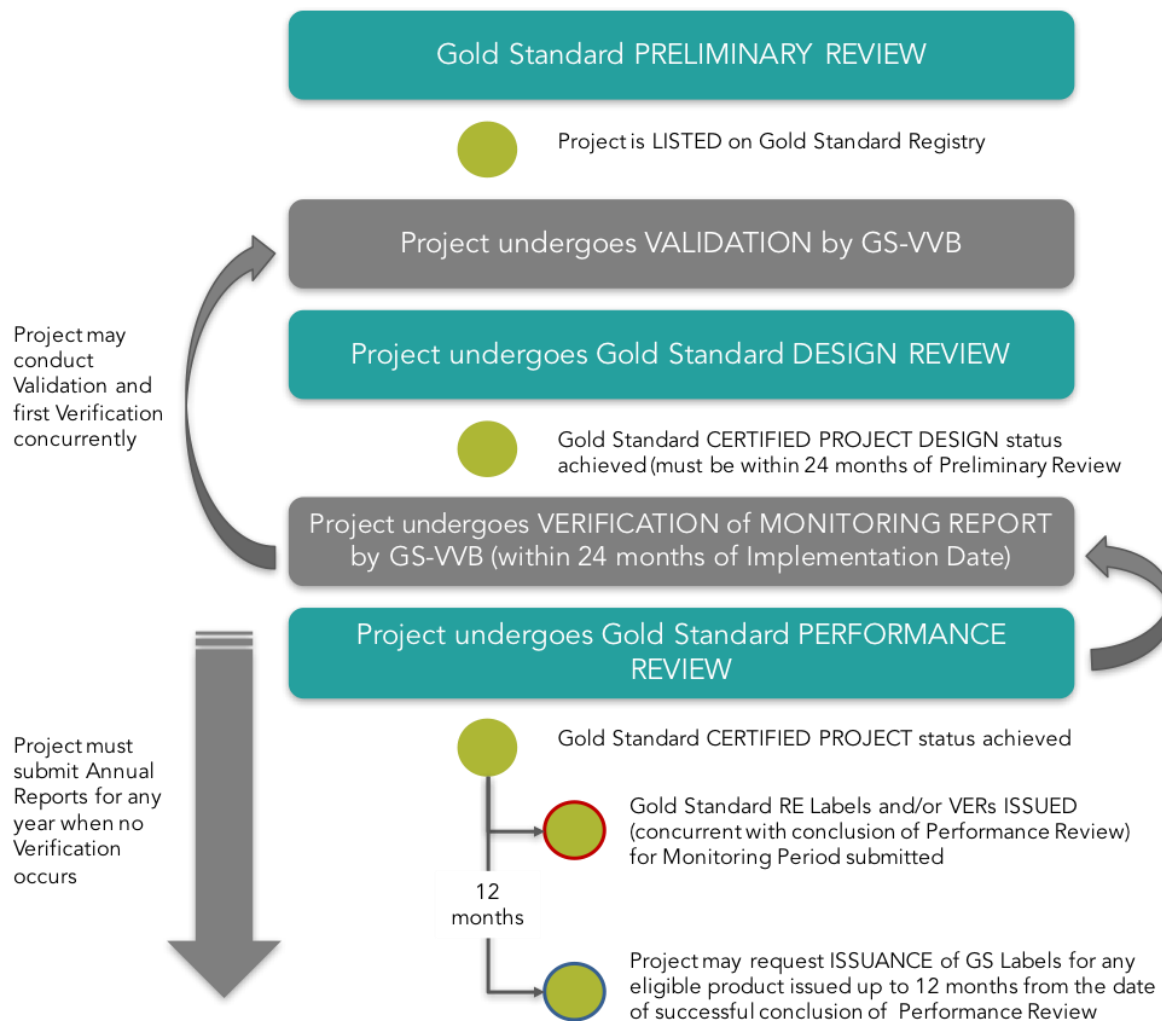 Gold Standard PRELIMINARY REVIEW
Project is LISTED on Gold Standard Registry
Project undergoes VALIDATION by GS-VVB
Project may
conduct
Validation and
first Verification
concurrently
Project undergoes Gold Standard DESIGN REVIEW
Gold Standard CERTIFIED PROJECT DESIGN status
achieved (must be within 24 months of Preliminary Review
Project undergoes VERIFICATION of MONITORING REPORT
by GS-VVB (within 24 months of Implementation Date)
Project undergoes Gold Standard PERFORMANCE
REVIEW
Project must
submit Annual
Reports for any
year when no
Verification
occurs
Gold Standard CERTIFIED PROJECT status achieved
Gold Standard RE Labels and/or VERs ISSUED
(concurrent with conclusion of Performance Review)
for Monitoring Period submitted
12
months
Project may request ISSUANCE of GS Labels for any
eligible product issued up to 12 months from the date
of successful conclusion of Performance Review